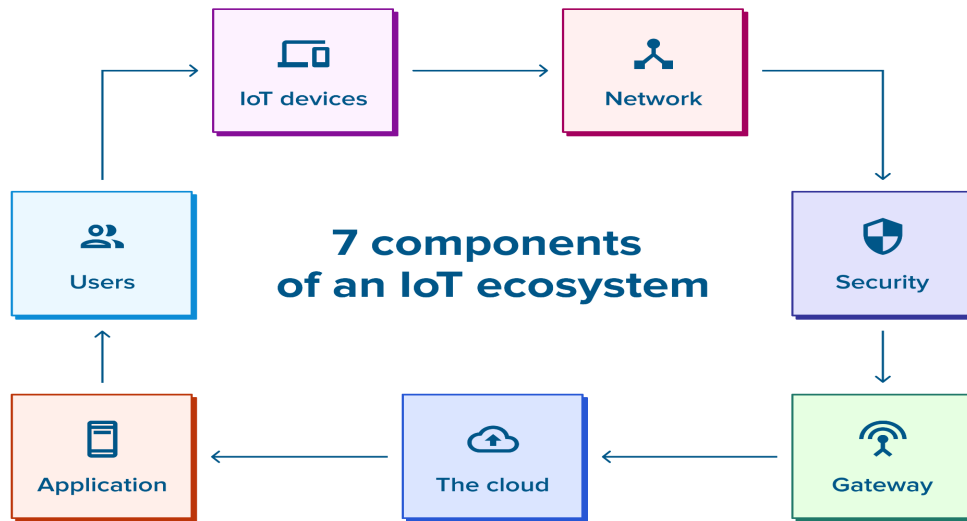 IoT devices
Network
Users
7 components
of an IoT ecosystem
Security
Application
The cloud
Gateway